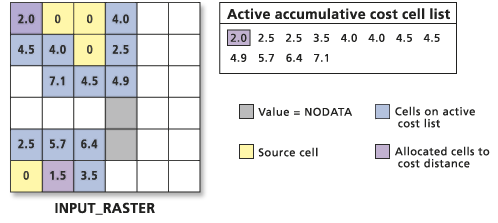 2.0 0 0 4.0
4.5 4.0 0 2.5
7.1 4.5 4.9
2.5 5.7 6.4
0 1.5 3.5
INPUT_RASTER
Active accumulative cost cell list
2.0 2.5 2.5 3.5 4.0 4.0 4.5 4.5
4.9 5.7 6.4 7.1
Value = NODATA
Cells on active
cost list
Source cell
Allocated cells to
cost distance